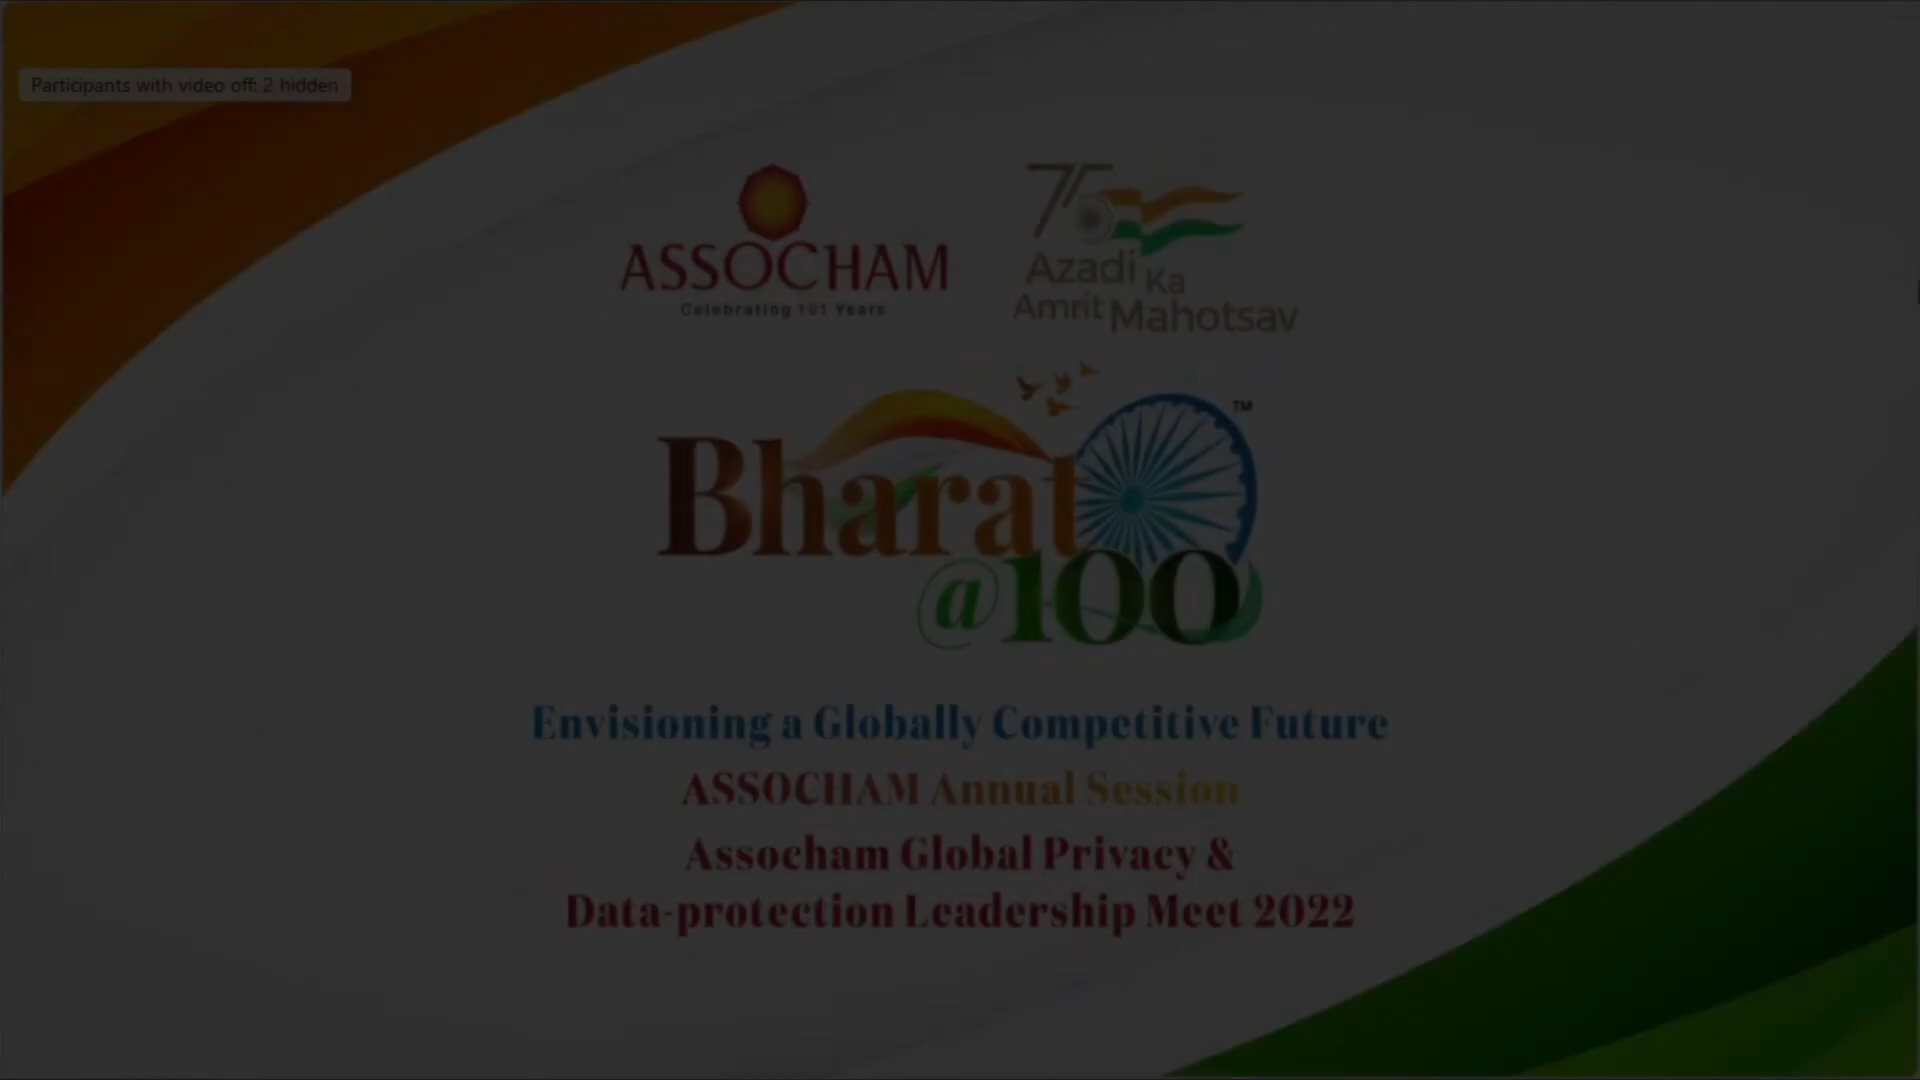 Participants with video off: 2 hidden
ASSOCHAM
Celebrating 101 Years
75
Azadi Ka
Amrit Mahotsav
Bharat
TM
@100
Envisioning a Globally Competitive Future
ASSOCHAM Annual Session
Assocham Global Privacy &
Data-protection Leadership Meet 2022